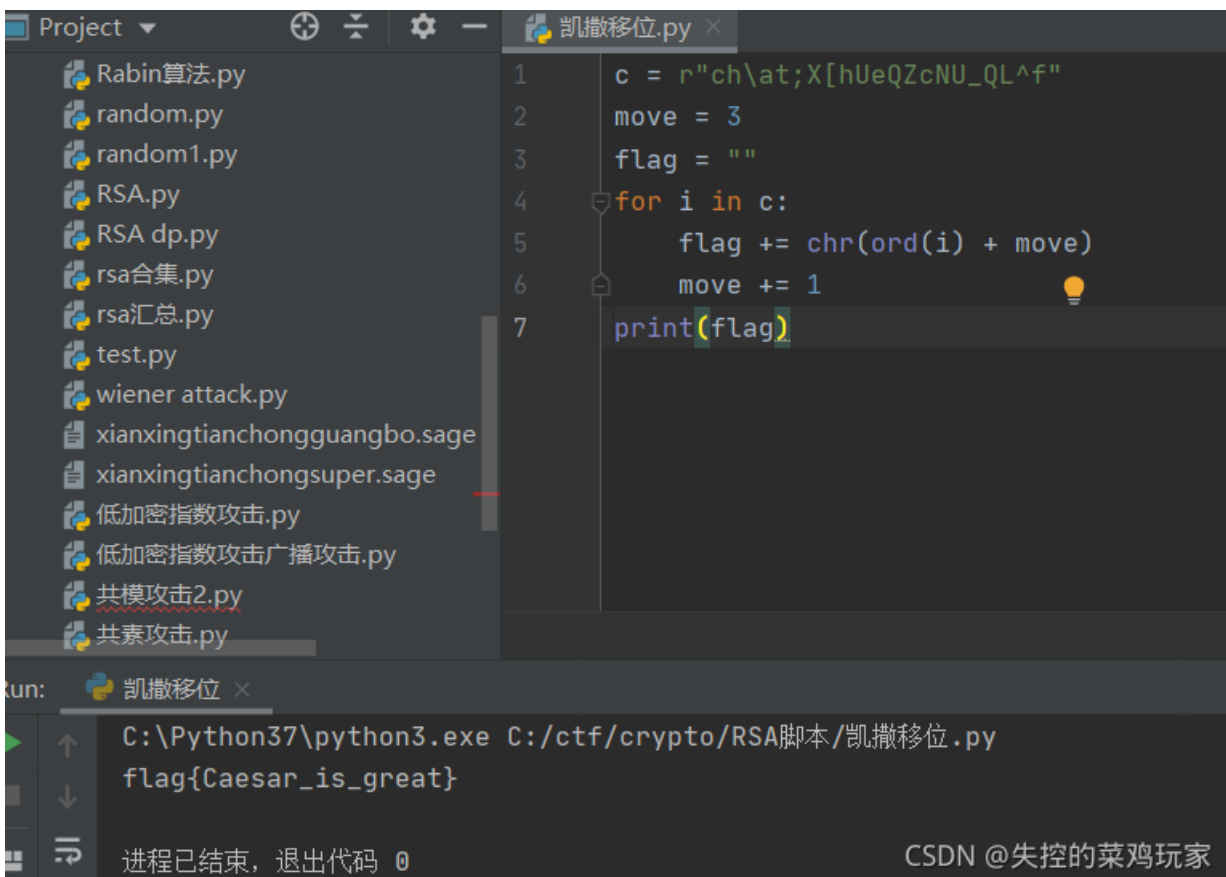 Project
凯撒移位.py
Rabin算法.py
random.py
random1.py
RSA.py
RSA dp.py
rsa合集.py
rsa汇总.py
test.py
wiener attack.py
xianxingtianchongguangbo.sage
xianxingtianchongsuper.sage
低加密指数攻击.py
低加密指数攻击广播攻击.py
共模攻击2.py
共素攻击.py
1 c = r"ch\at;X[hUeQZcNU_QL^f"
2 move = 3
3 flag = ""
4 for i in c:
5 flag += chr(ord(i) + move)
6 move += 1
7 print(flag)
Run: 凯撒移位
C:\Python37\python3.exe C:/ctf/crypto/RSA脚本/凯撒移位.py
flag{Caesar_is_great}
进程已结束，退出代码 0
CSDN @失控的菜鸡玩家